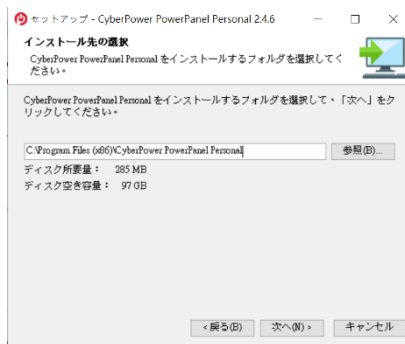 セットアップ - CyberPower PowerPanel Personal 2.4.6
インストール先の選択
CyberPower PowerPanel Personal をインストールするフォルダを選択してく
ださい。
CyberPower PowerPanel Personal をインストールするフォルダを選択して、「次へ」をク
リックしてください。
C:\Program Files (x86)\CyberPower PowerPanel Personal
参照(B)...
ディスク所要量： 285 MB
ディスク空き容量： 97 GB
<戻る(B)
次へ(N) >
キャンセル